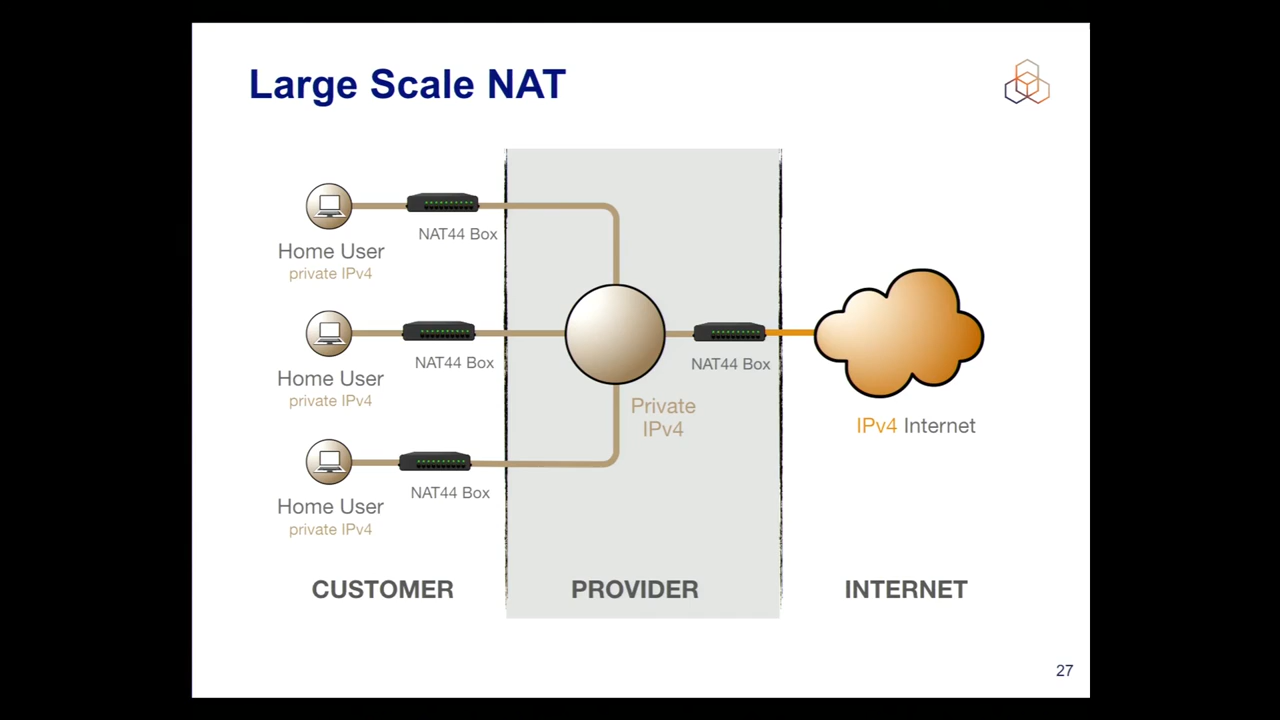 Large Scale NAT
NAT44 Box
Home User
private IPv4
NAT44 Box
NAT44 Box
Home User
private IPv4
Private
IPv4
IPv4 Internet
NAT44 Box
Home User
private IPv4
CUSTOMER
PROVIDER
INTERNET
27